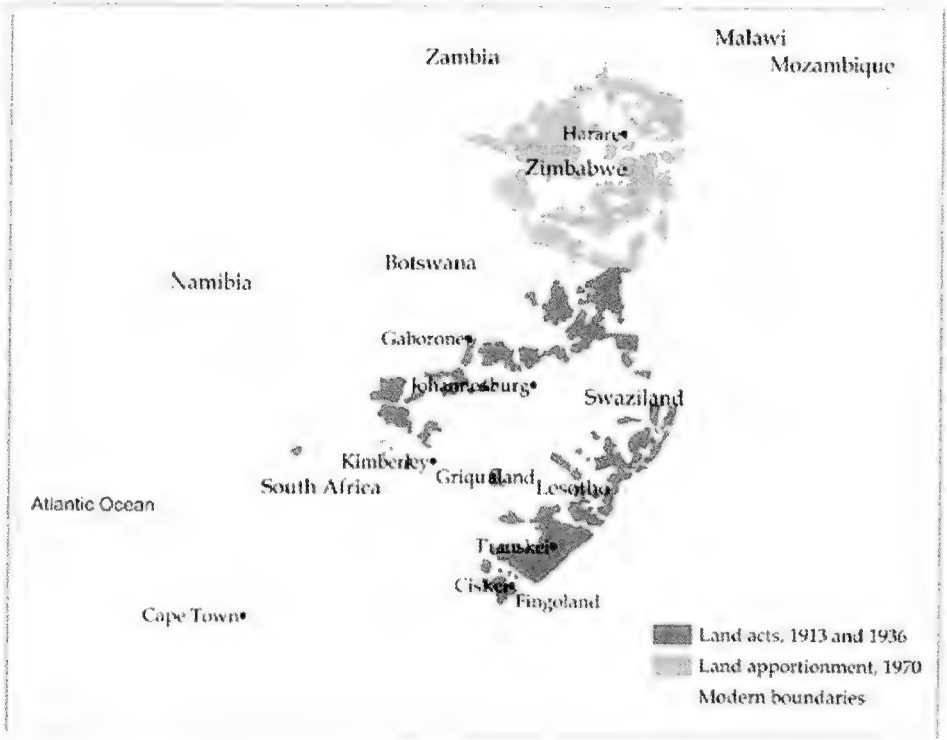 Malawi
Zambia
Mozambique
Harare
Zimbabwe
Botswana
Namibia
Gaborone
Johannesburg
Swaziland
Kimberley
Griqualand
South Africa
Lesotho
Atlantic Ocean
Transkei
Ciskei
Fingoland
Cape Town
Land acts, 1913 and 1936
Land apportionment, 1970
Modern boundaries